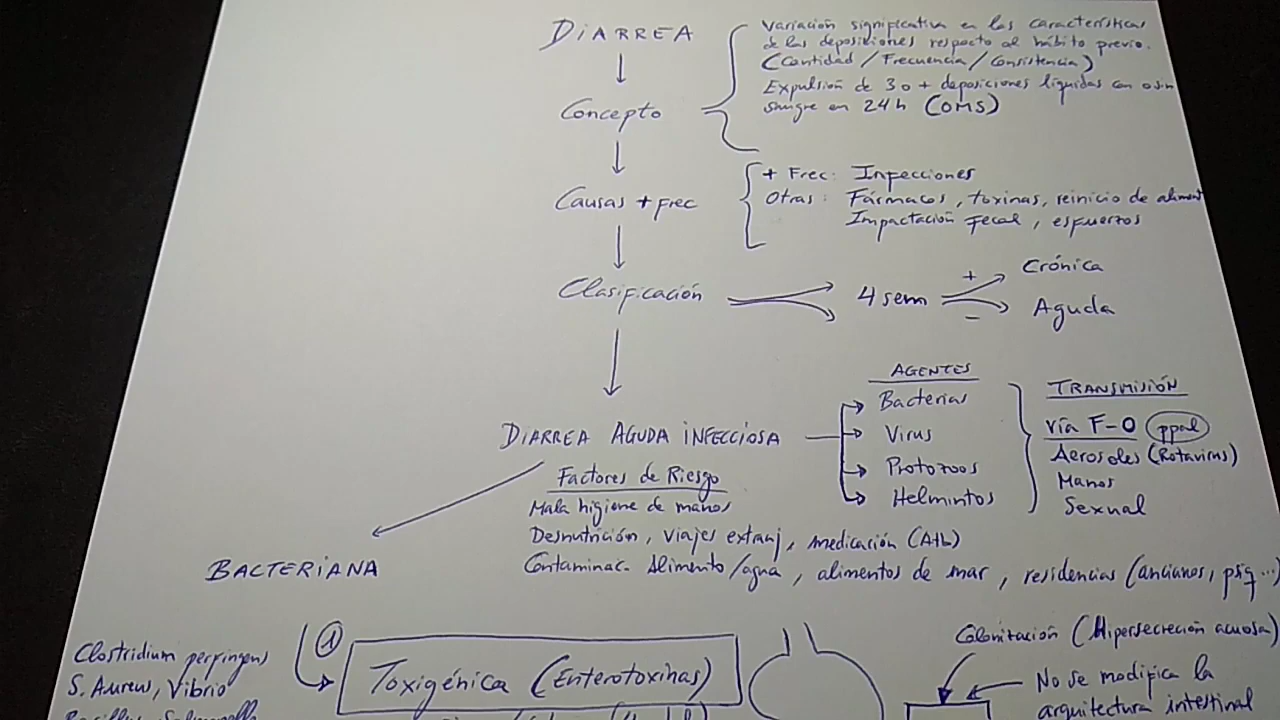 DIARREA
Variación significativa en las características
de las deposiciones respecto al hábito previo.
(Cantidad / Frecuencia / Consistencia)
Expulsión de 3 o + deposiciones líquidas con o sin
sangre en 24 h (OMS)
Concepto
Causas + frec
+ Frec: Infecciones
Otras: Fármacos, toxinas, reinicio de aliment
Impactación fecal, esfuerzos
Clasificación
4 sem
+
Crónica
-
Aguda
DIARREA AGUDA INFECCIOSA
AGENTES
Bacterias
Virus
Protozoos
Helmintos
TRANSMISIÓN
vía F-O (ppal)
Aerosoles (Rotavirus)
Manos
Sexual
Factores de Riesgo
Mala higiene de manos
Desnutrición, viajes extranj, medicación (Atb)
Contaminac. Alimento/agua, alimentos de mar, residencias (ancianos, psiq...)
BACTERIANA
Clostridium perfingens
S. Aureus, Vibrio
1
Toxigénica (Enterotoxinas)
Colonización (Hipersecreción acuosa)
No se modifica la
arquitectura intestinal